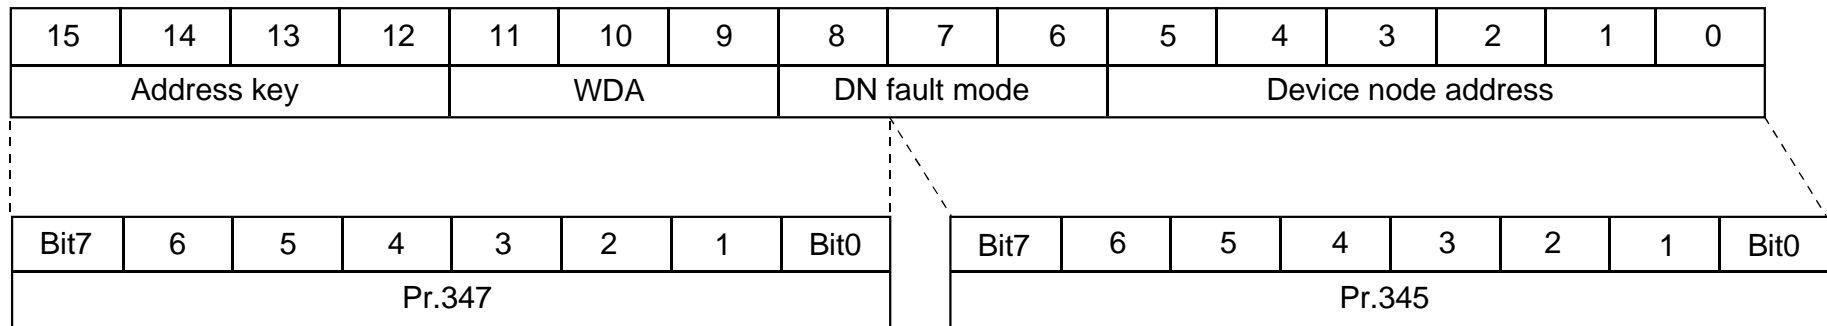 15 14 13 12 11 10 9 8 7 6 5 4 3 2 1 0
Address key WDA DN fault mode Device node address
Bit7 6 5 4 3 2 1 Bit0 Bit7 6 5 4 3 2 1 Bit0
Pr.347 Pr.345